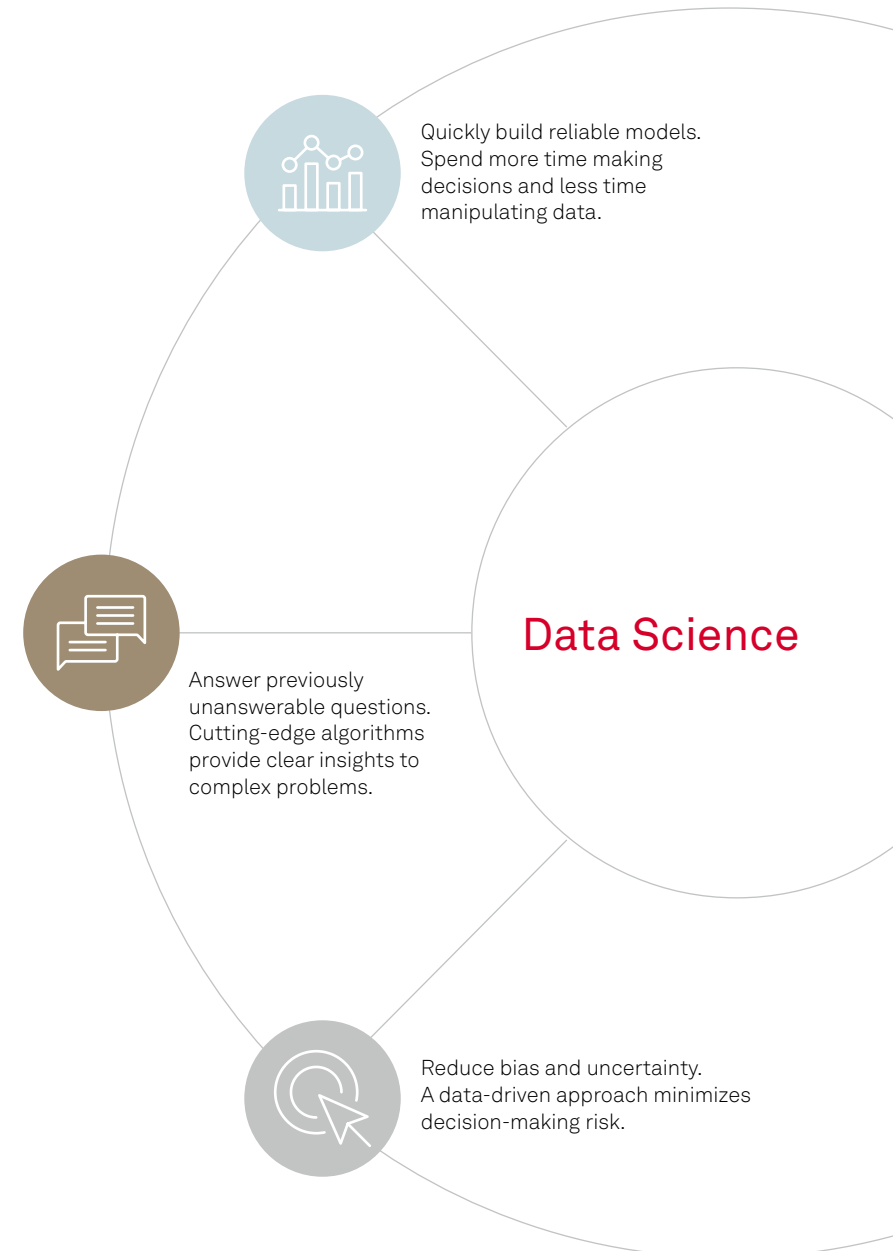 Quickly build reliable models.
Spend more time making
decisions and less time
manipulating data.
Data Science
Answer previously
unanswerable questions.
Cutting-edge algorithms
provide clear insights to
complex problems.
Reduce bias and uncertainty.
A data-driven approach minimizes
decision-making risk.